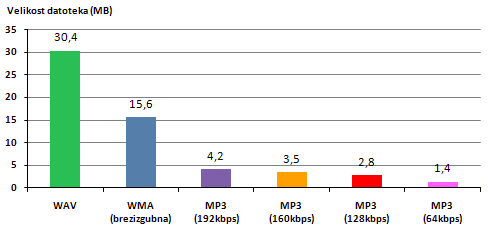 Velikost datoteka (MB)
35
30
25
20
15
10
5
0
30,4
15,6
4,2
3,5
2,8
1,4
WAV
WMA
(brezizgubna)
MP3
(192kbps)
MP3
(160kbps)
MP3
(128kbps)
MP3
(64kbps)